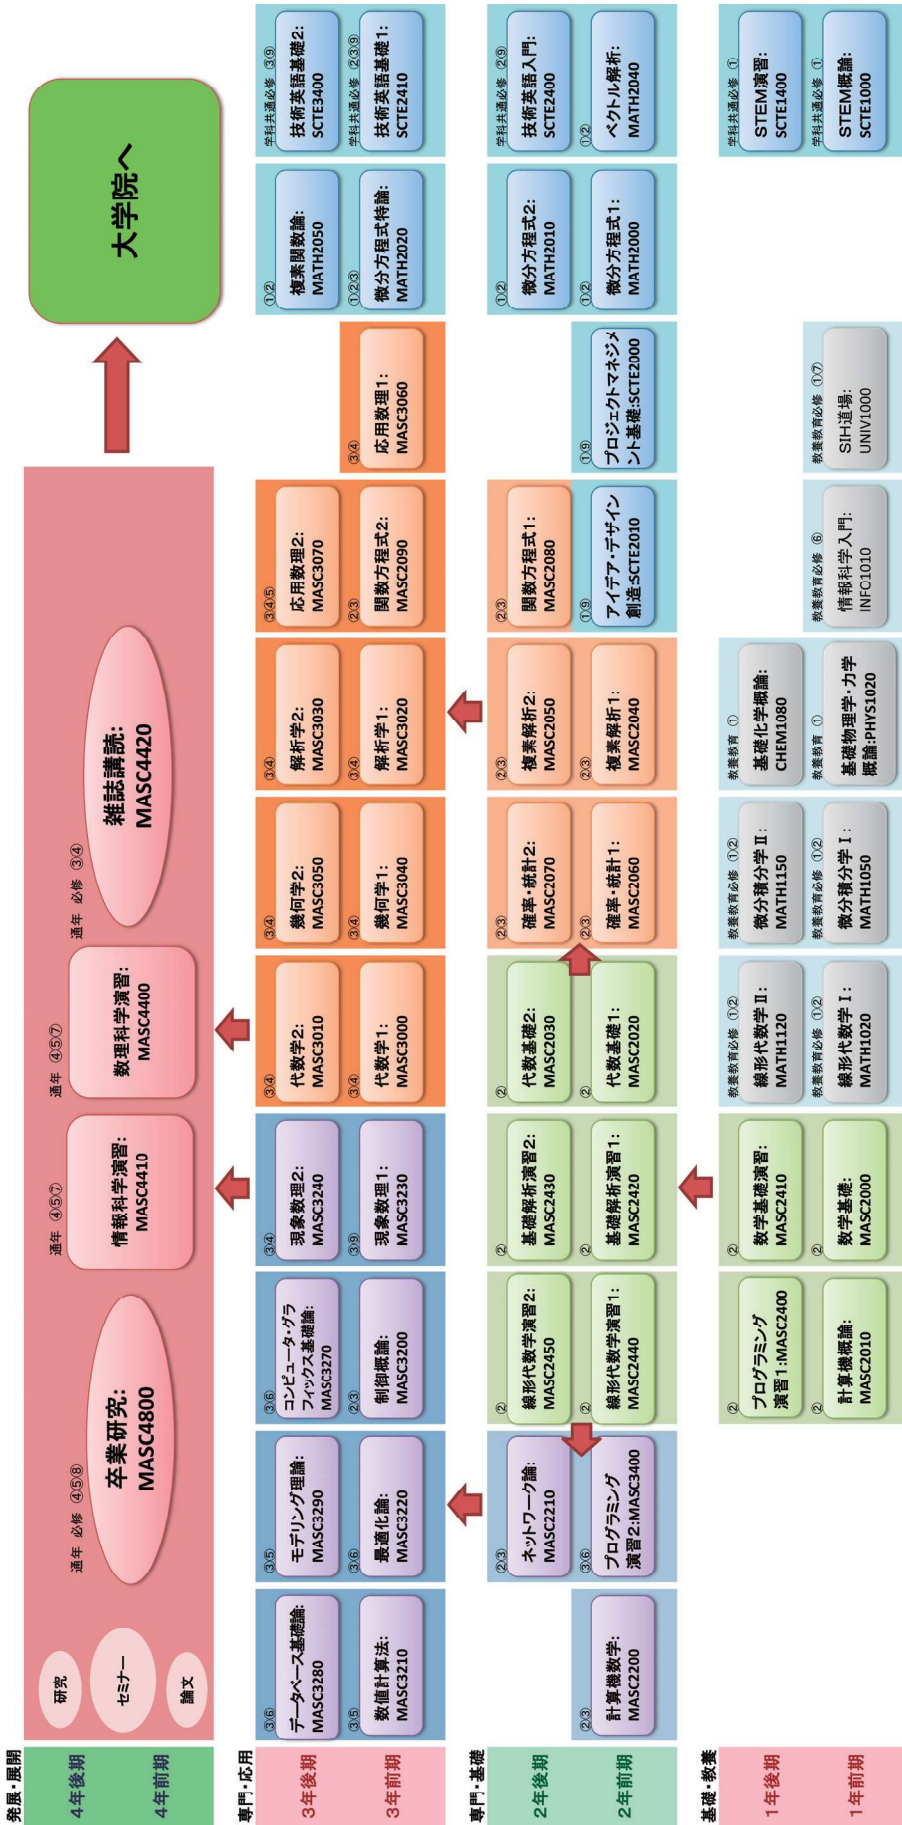 発展・展開
4年後期
4年前期
研究
セミナー
論文
通年 必修 ④⑤⑧
卒業研究:
MASC4800
通年 ④⑤⑦
情報科学演習:
MASC4410
通年 ④⑤⑦
数理科学演習:
MASC4400
通年 必修 ③④
雑誌講読:
MASC4420
大学院へ
専門・応用
3年後期
③⑥
データベース基礎論:
MASC3280
③⑤
モデリング理論:
MASC3290
③⑥
コンピュータ・グラ
フィックス基礎論:
MASC3270
③④
現象数理2:
MASC3240
③④
代数学2:
MASC3010
③④
幾何学2:
MASC3050
③④
解析学2:
MASC3030
③④⑤
応用数理2:
MASC3070
①②
複素関数論:
MATH2050
学科共通必修 ③⑨
技術英語基礎2:
SCTE3400
3年前期
③⑤
数値計算法:
MASC3210
③⑥
最適化論:
MASC3220
②③
制御概論:
MASC3200
③⑨
現象数理1:
MASC3230
③④
代数学1:
MASC3000
③④
幾何学1:
MASC3040
③④
解析学1:
MASC3020
②③
関数方程式2:
MASC2090
③④
応用数理1:
MASC3060
①②③
微分方程式特論:
MATH2020
学科共通必修 ②③⑨
技術英語基礎1:
SCTE2410
専門・基礎
2年後期
②③
ネットワーク論:
MASC2210
②
線形代数学演習2:
MASC2450
②
基礎解析演習2:
MASC2430
②
代数基礎2:
MASC2030
②③
確率・統計2:
MASC2070
②③
複素解析2:
MASC2050
②③
関数方程式1:
MASC2080
①②
微分方程式2:
MATH2010
学科共通必修 ②⑨
技術英語入門:
SCTE2400
2年前期
②③
計算機数学:
MASC2200
③⑥
プログラミング
演習2:MASC3400
②
線形代数学演習1:
MASC2440
②
基礎解析演習1:
MASC2420
②
代数基礎1:
MASC2020
②③
確率・統計1:
MASC2060
②③
複素解析1:
MASC2040
①⑨
アイデア・デザイン
創造:SCTE2010
①⑨
プロジェクトマネジメ
ント基礎:SCTE2000
①②
微分方程式1:
MATH2000
①②
ベクトル解析:
MATH2040
基礎・教養
1年後期
②
プログラミング
演習1:MASC2400
②
数学基礎演習:
MASC2410
教養教育必修 ①②
線形代数学Ⅱ:
MATH1120
教養教育必修 ①②
微分積分学Ⅱ:
MATH1150
教養教育 ①
基礎化学概論:
CHEM1080
学科共通必修 ①
STEM演習:
SCTE1400
1年前期
②
計算機概論:
MASC2010
②
数学基礎:
MASC2000
教養教育必修 ①②
線形代数学Ⅰ:
MATH1020
教養教育必修 ①②
微分積分学Ⅰ:
MATH1050
教養教育 ①
基礎物理学・力学
概論:PHYS1020
教養教育必修 ⑥
情報科学入門:
INFO1010
教養教育必修 ①⑦
SIH道場:
UNIV1000
学科共通必修 ①
STEM概論:
SCTE1000